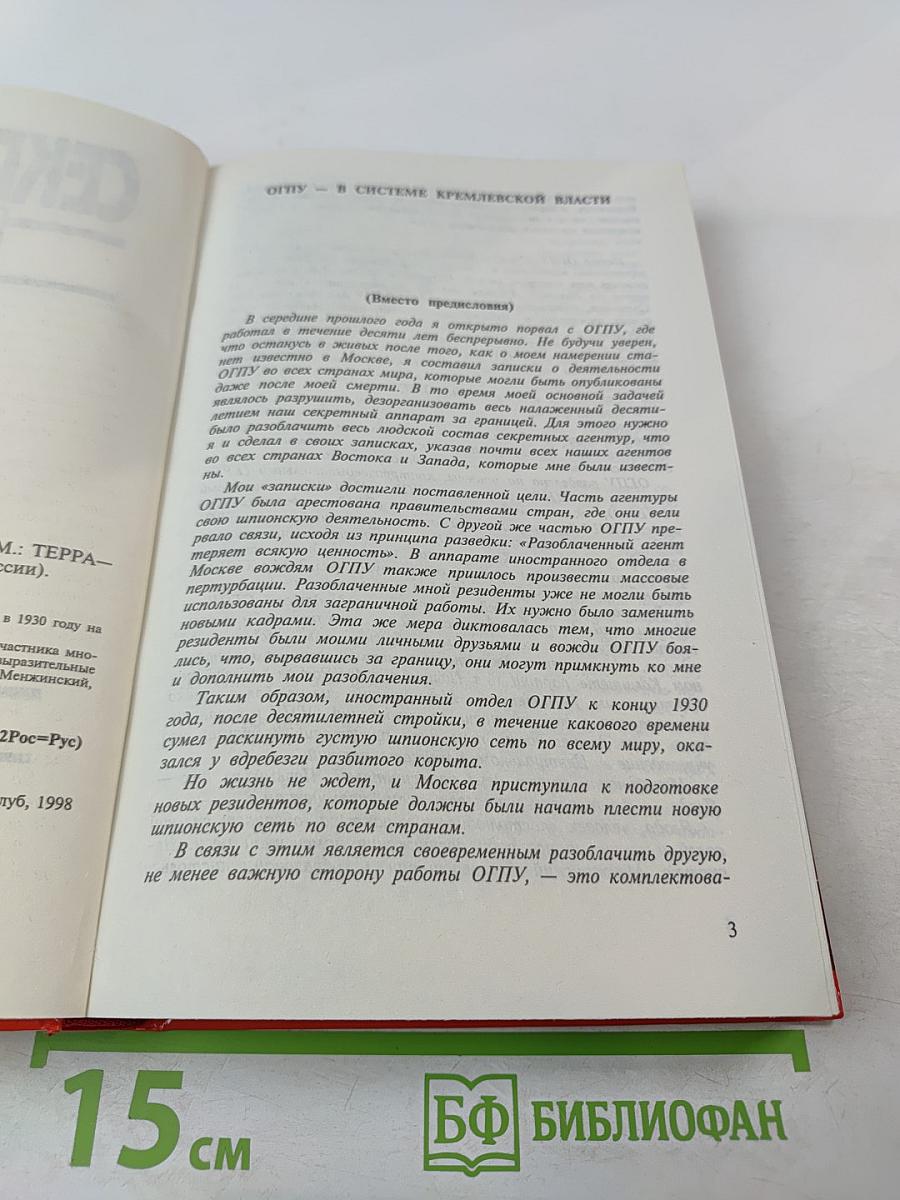 СЕК
М.: ТЕРРА—
ссии).
в 1930 году на
частника мно-
выразительные
Менжинский,
2Рос=Рус)
луб, 1998
ОГПУ — В СИСТЕМЕ КРЕМЛЕВСКОЙ ВЛАСТИ
(Вместо предисловия)
В середине прошлого года я открыто порвал с ОГПУ, где
работал в течение десяти лет беспрерывно. Не будучи уверен,
что останусь в живых после того, как о моем намерении ста-
нет известно в Москве, я составил записки о деятельности
ОГПУ во всех странах мира, которые могли быть опубликованы
даже после моей смерти. В то время моей основной задачей
являлось разрушить, дезорганизовать весь налаженный десяти-
летием наш секретный аппарат за границей. Для этого нужно
было разоблачить весь людской состав секретных агентур, что
я и сделал в своих записках, указав почти всех наших агентов
во всех странах Востока и Запада, которые мне были извест-
ны.
Мои «записки» достигли поставленной цели. Часть агентуры
ОГПУ была арестована правительствами стран, где они вели
свою шпионскую деятельность. С другой же частью ОГПУ пре-
рвало связи, исходя из принципа разведки: «Разоблаченный агент
теряет всякую ценность». В аппарате иностранного отдела в
Москве вождям ОГПУ также пришлось произвести массовые
пертурбации. Разоблаченные мной резиденты уже не могли быть
использованы для заграничной работы. Их нужно было заменить
новыми кадрами. Эта же мера диктовалась тем, что многие
резиденты были моими личными друзьями и вожди ОГПУ боя-
лись, что, вырвавшись за границу, они могут примкнуть ко мне
и дополнить мои разоблачения.
Таким образом, иностранный отдел ОГПУ к концу 1930
года, после десятилетней стройки, в течение какового времени
сумел раскинуть густую шпионскую сеть по всему миру, ока-
зался у вдребезги разбитого корыта.
Но жизнь не ждет, и Москва приступила к подготовке
новых резидентов, которые должны были начать плести новую
шпионскую сеть по всем странам.
В связи с этим является своевременным разоблачить другую,
не менее важную сторону работы ОГПУ, — это комплектова-
3
15 см
БФ БИБЛИОФАН